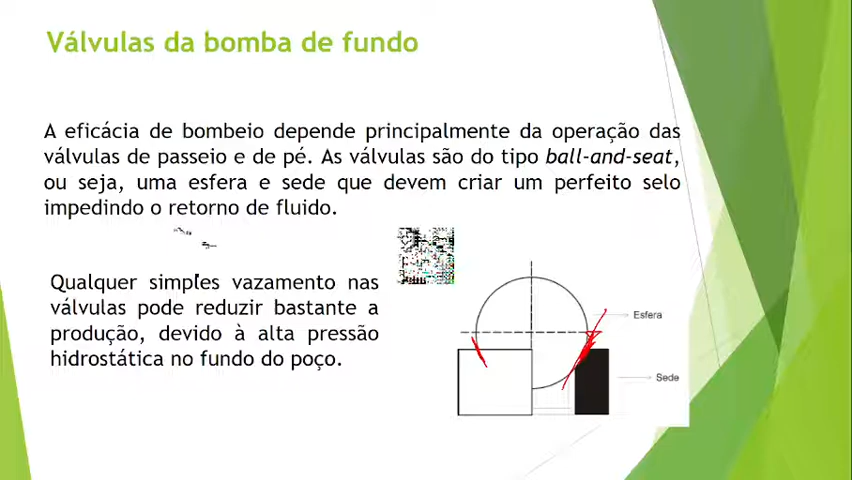 Válvulas da bomba de fundo
A eficácia de bombeio depende principalmente da operação das
válvulas de passeio e de pé. As válvulas são do tipo ball-and-seat,
ou seja, uma esfera e sede que devem criar um perfeito selo
impedindo o retorno de fluido.
Qualquer simples vazamento nas
válvulas pode reduzir bastante a
produção, devido à alta pressão
hidrostática no fundo do poço.
Esfera
Sede